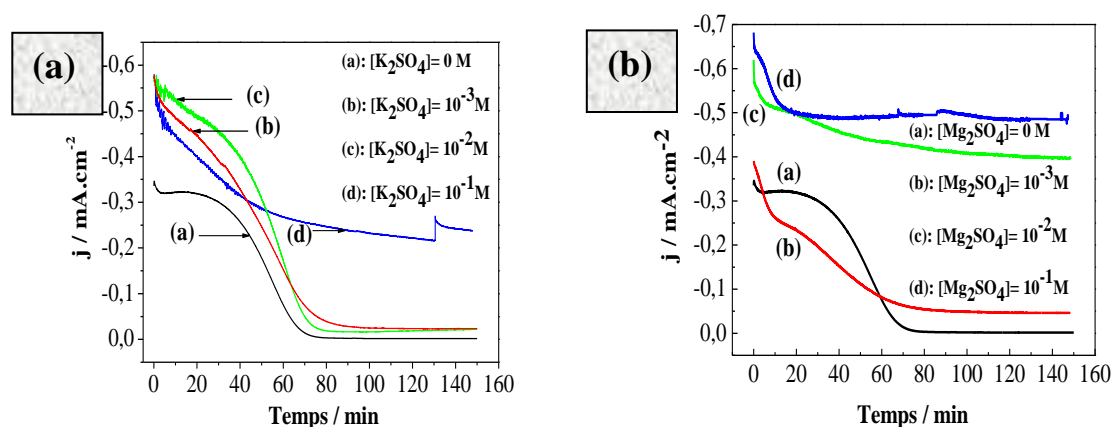 (a)
-0,6
-0,5
-0,4
-0,3
-0,2
-0,1
0,0
j / mA.cm⁻²
0 20 40 60 80 100 120 140 160
Temps / min
(a): [K₂SO₄]= 0 M
(b): [K₂SO₄]= 10⁻³M
(c): [K₂SO₄]= 10⁻²M
(d): [K₂SO₄]= 10⁻¹M
(c)
(b)
(a)
(d)
(b)
-0,7
-0,6
-0,5
-0,4
-0,3
-0,2
-0,1
0,0
j / mA.cm-2
0 20 40 60 80 100 120 140 160
Temps / min
(d)
(c)
(a)
(b)
(a): [Mg₂SO₄]= 0 M
(b): [Mg₂SO₄]= 10⁻³M
(c): [Mg₂SO₄]= 10⁻²M
(d): [Mg₂SO₄]= 10⁻¹M